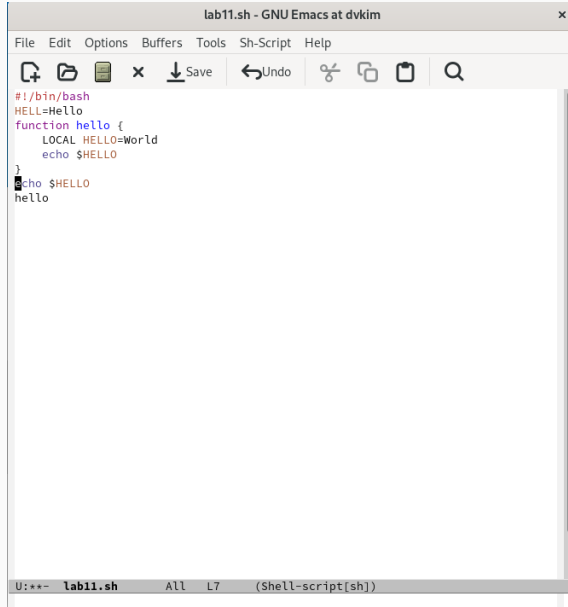 lab11.sh - GNU Emacs at dvkim ×
File Edit Options Buffers Tools Sh-Script Help
Save Undo
#!/bin/bash
HELL=Hello
function hello {
    LOCAL HELLO=World
    echo $HELLO
}
echo $HELLO
hello
U:**- lab11.sh All L7 (Shell-script[sh])